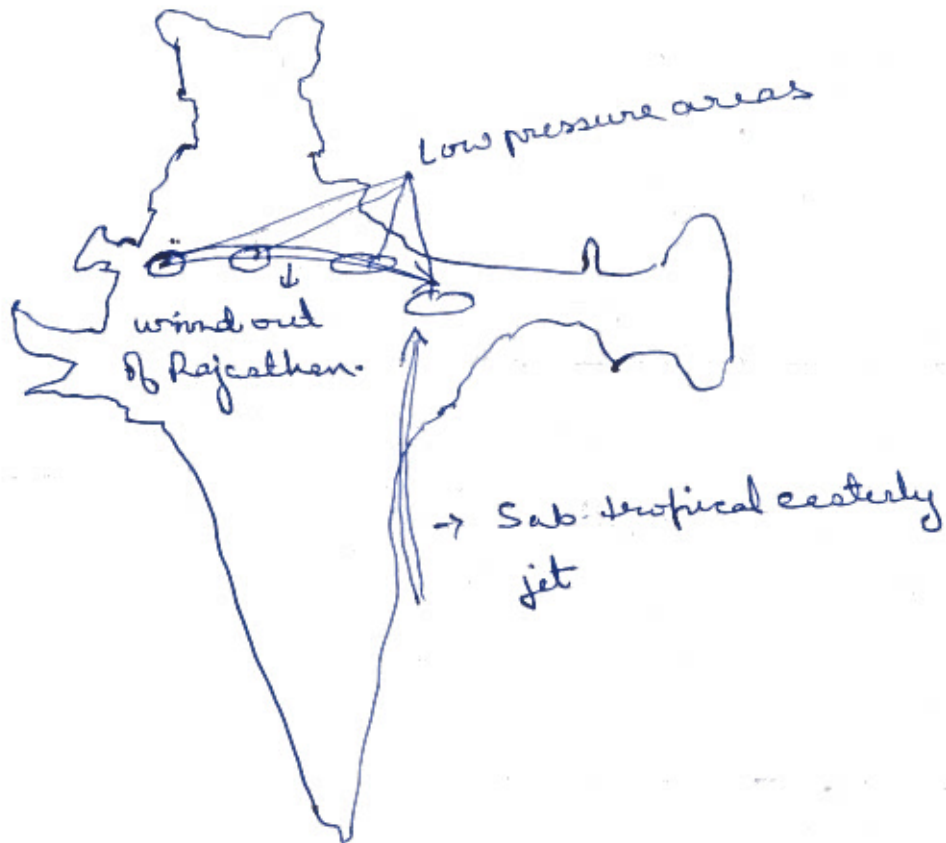 Low pressure areas
wind out
of Rajasthan.
→ Sub-tropical easterly
jet